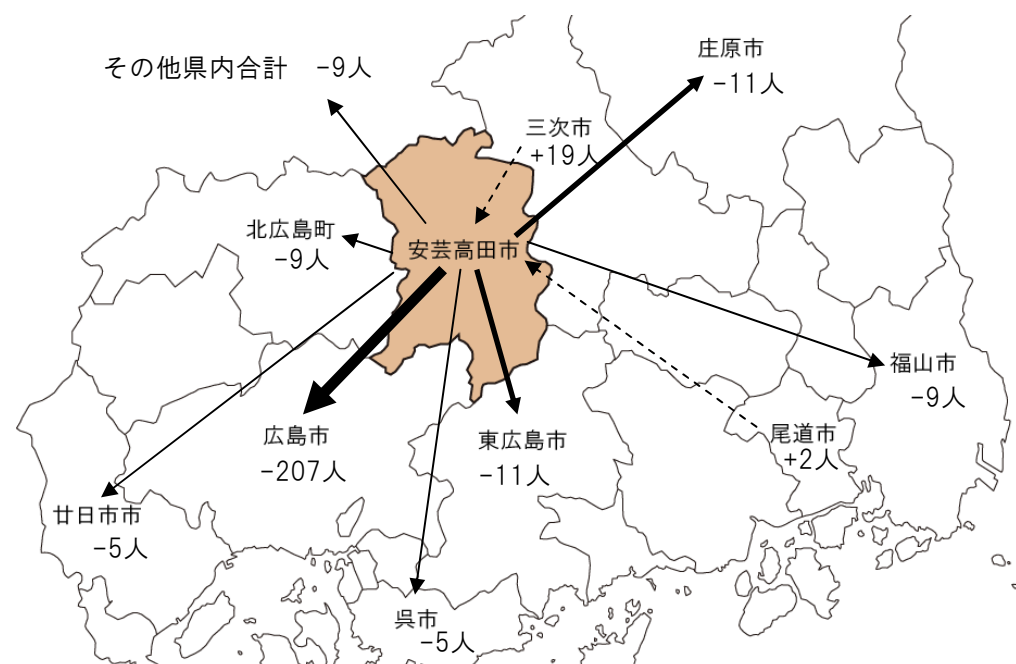 庄原市
-11人
その他県内合計 -9人
三次市
+19人
北広島町
-9人
安芸高田市
福山市
-9人
広島市
-207人
東広島市
-11人
尾道市
+2人
廿日市市
-5人
呉市
-5人